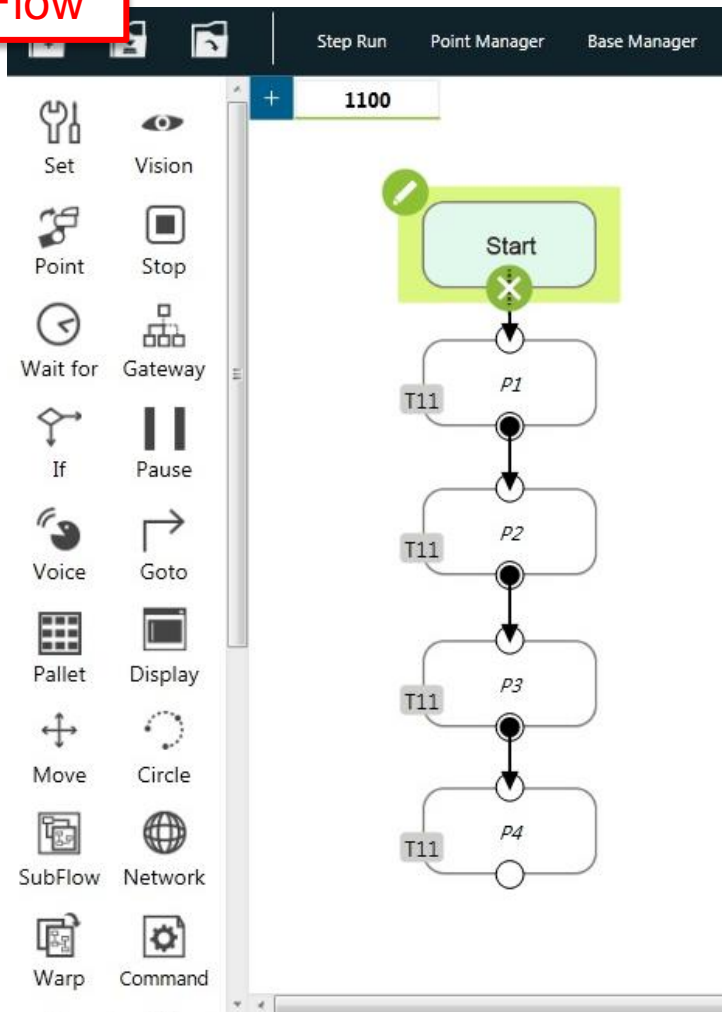 Flow
Step Run Point Manager Base Manager
1100
Set Vision
Point Stop
Wait for Gateway
If Pause
Voice Goto
Pallet Display
Move Circle
SubFlow Network
Warp Command
Start
P1
T11
P2
T11
P3
T11
P4
T11